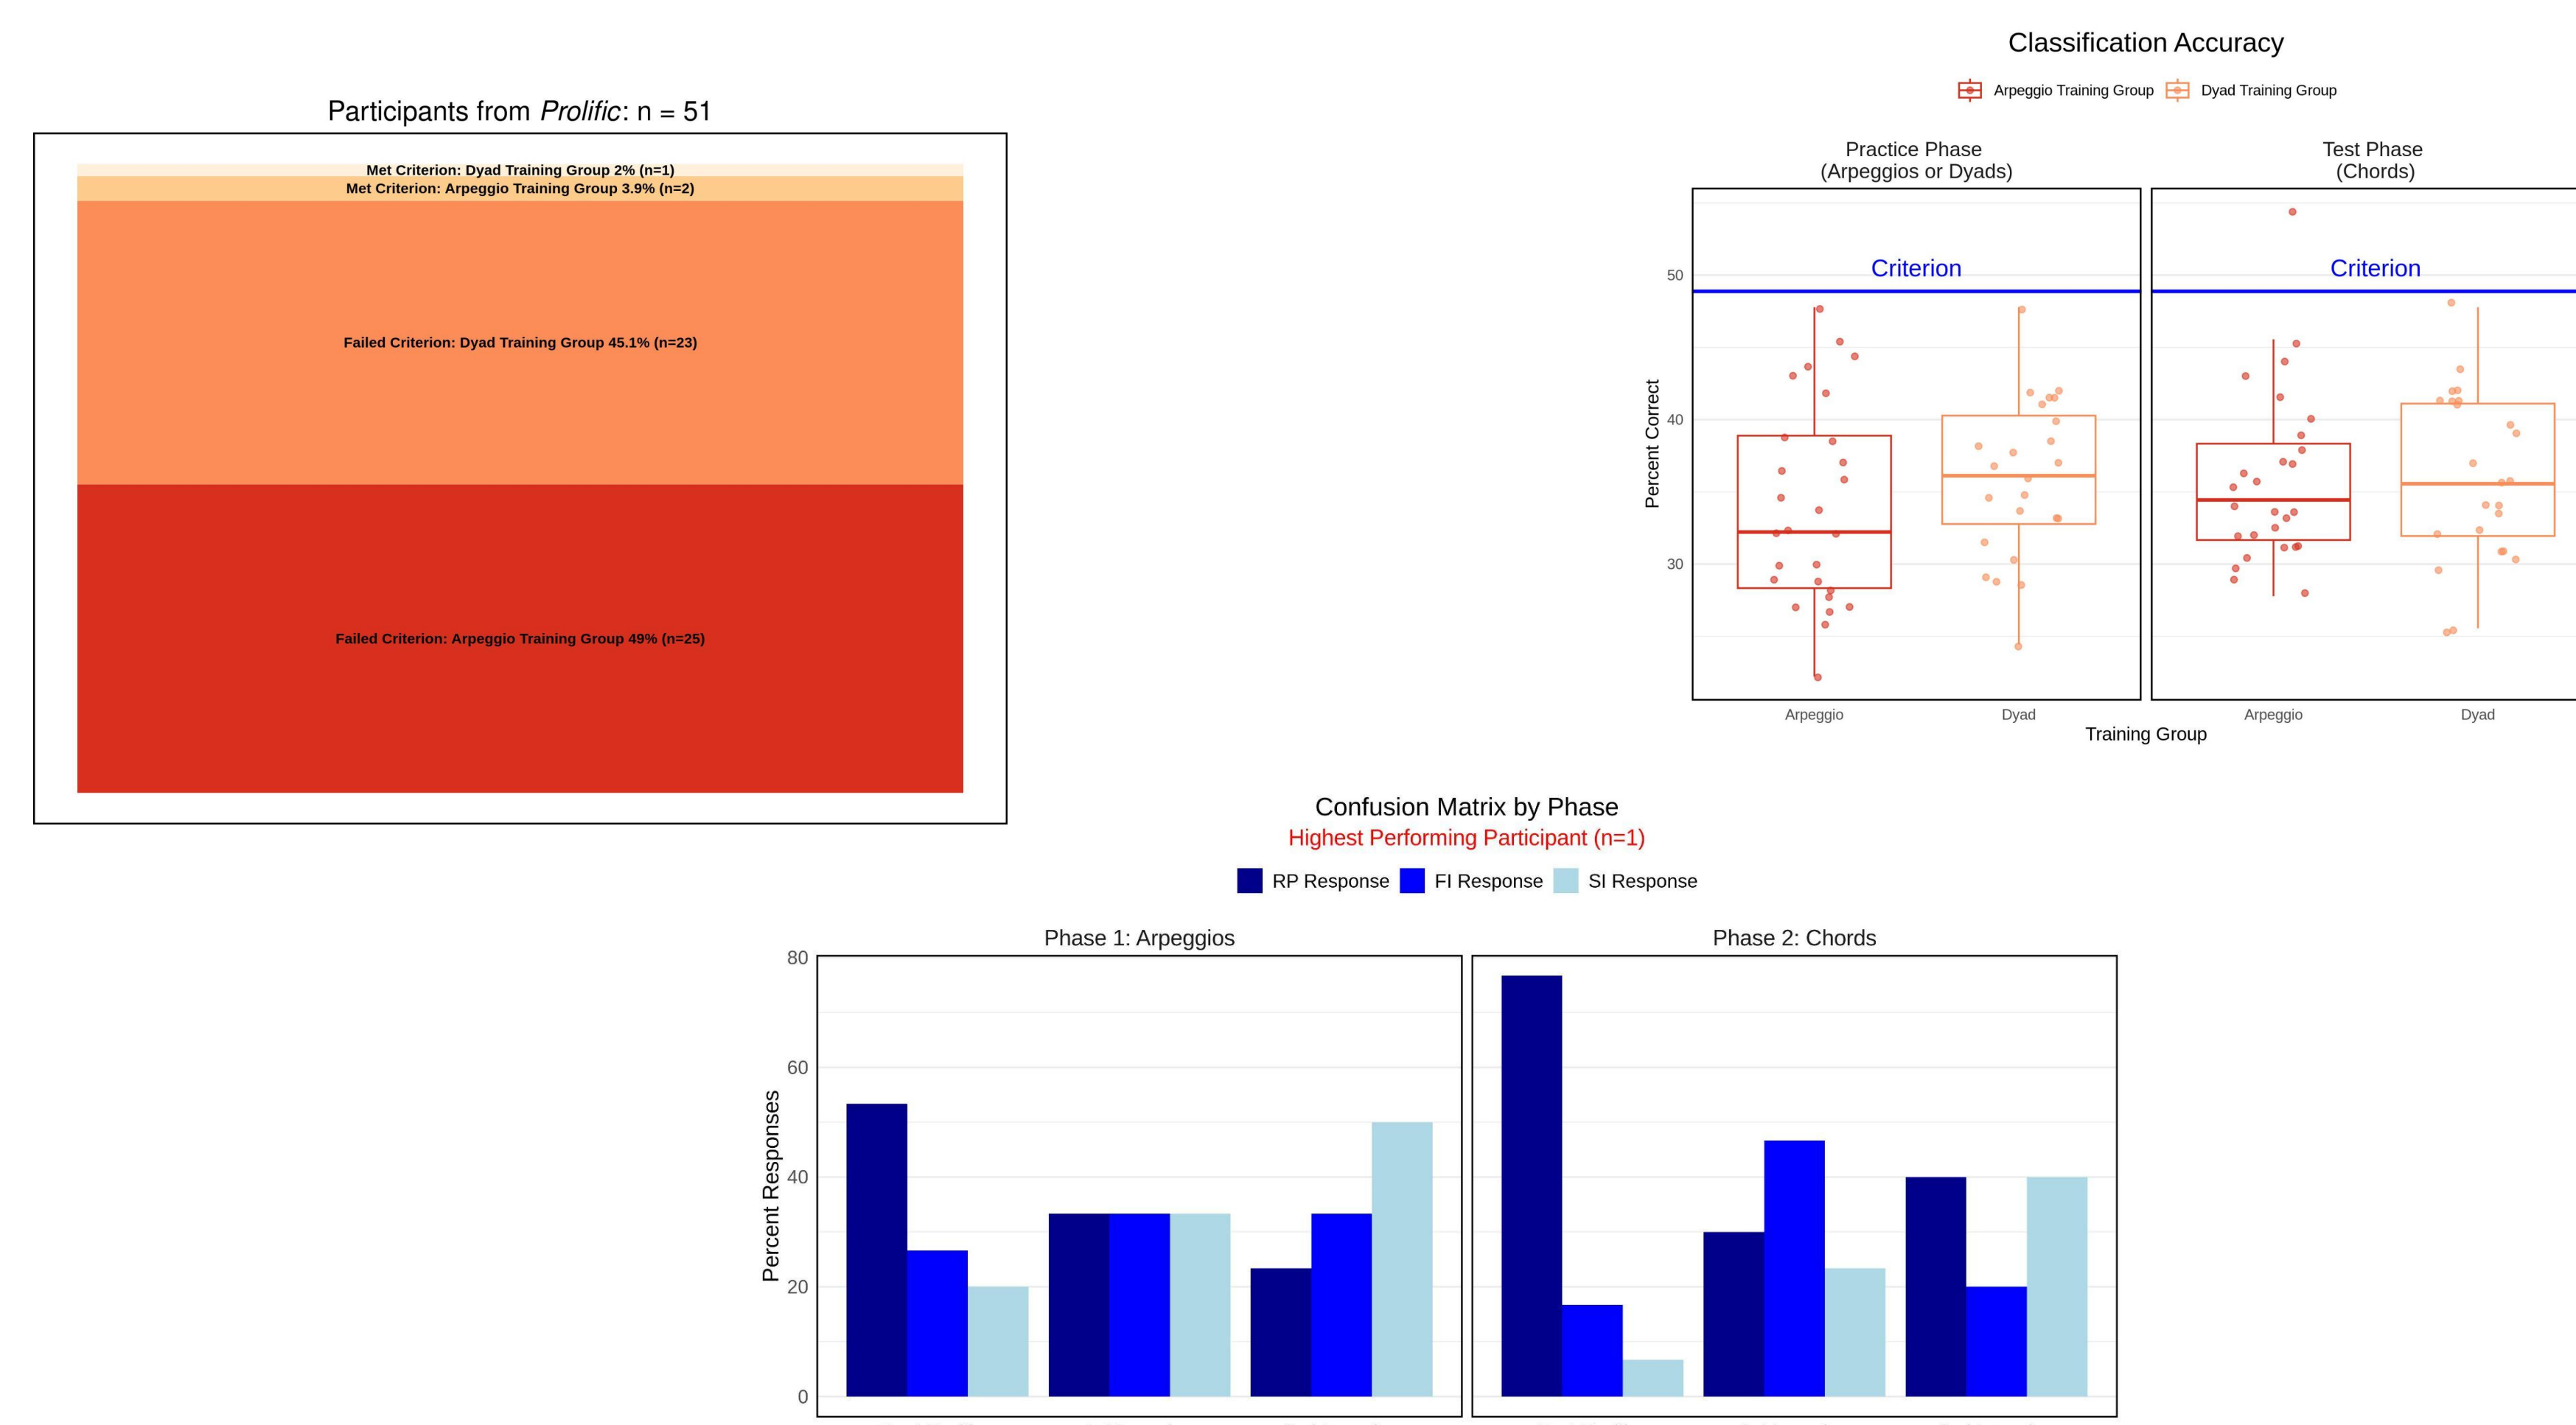 Participants from Prolific: n = 51
Met Criterion: Dyad Training Group 2% (n=1)
Met Criterion: Arpeggio Training Group 3.9% (n=2)
Failed Criterion: Dyad Training Group 45.1% (n=23)
Failed Criterion: Arpeggio Training Group 49% (n=25)
Classification Accuracy
Arpeggio Training Group
Dyad Training Group
Practice Phase
(Arpeggios or Dyads)
Test Phase
(Chords)
Percent Correct
50
40
30
Criterion
Criterion
Arpeggio
Dyad
Arpeggio
Dyad
Training Group
Confusion Matrix by Phase
Highest Performing Participant (n=1)
RP Response
FI Response
SI Response
Phase 1: Arpeggios
Phase 2: Chords
Percent Responses
80
60
40
20
0